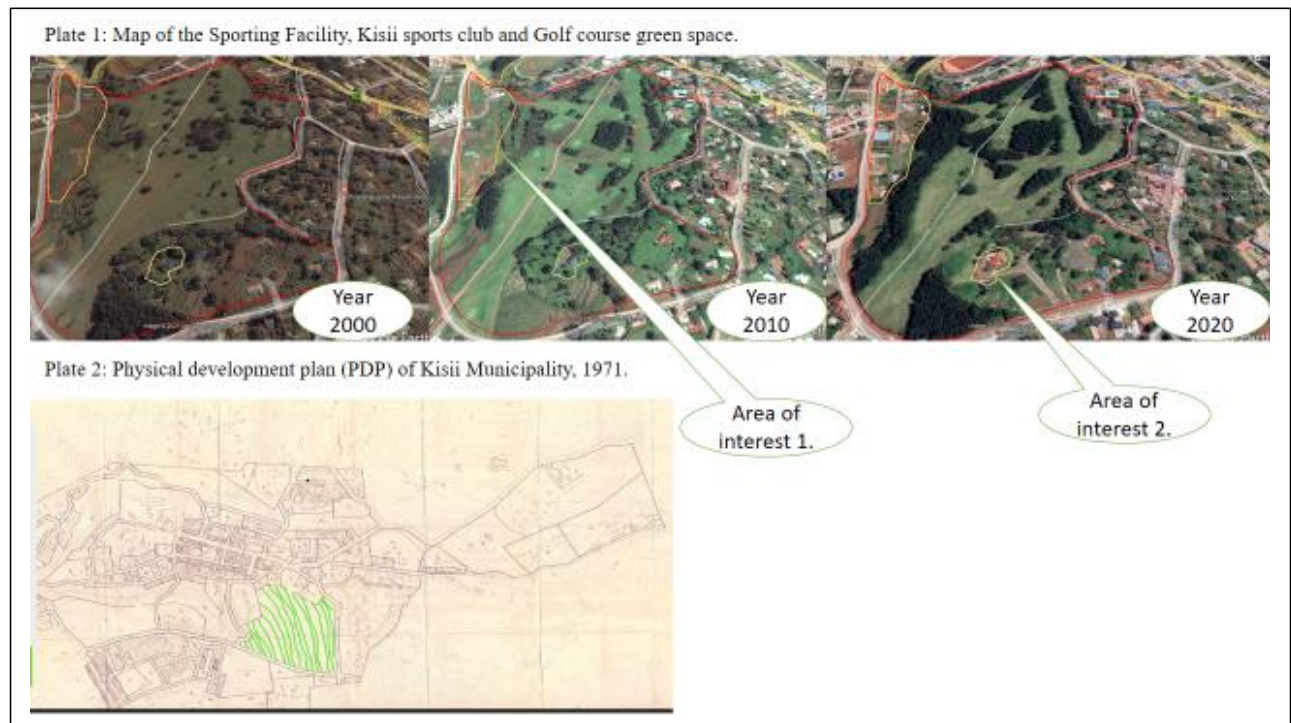 Plate 1: Map of the Sporting Facility, Kisii sports club and Golf course green space.
Year
2000
Year
2010
Year
2020
Plate 2: Physical development plan (PDP) of Kisii Municipality, 1971.
Area of
interest 1.
Area of
interest 2.